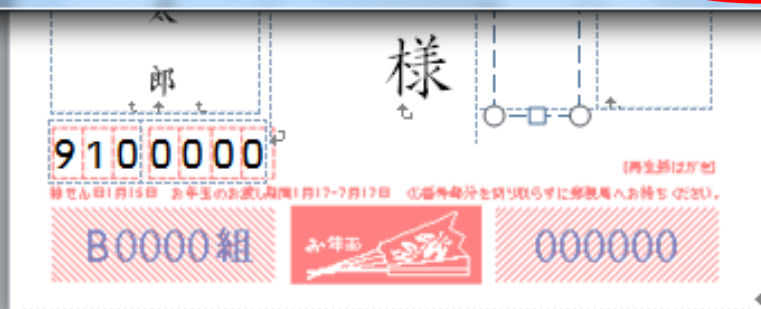 太
郎
様
9100000
[再生紙はがき]
抽せん日1月15日 お年玉のお渡し期間1月17-7月17日 (番号部分を切り取らずに郵便局へお持ちください)。
B0000組
お年玉
000000